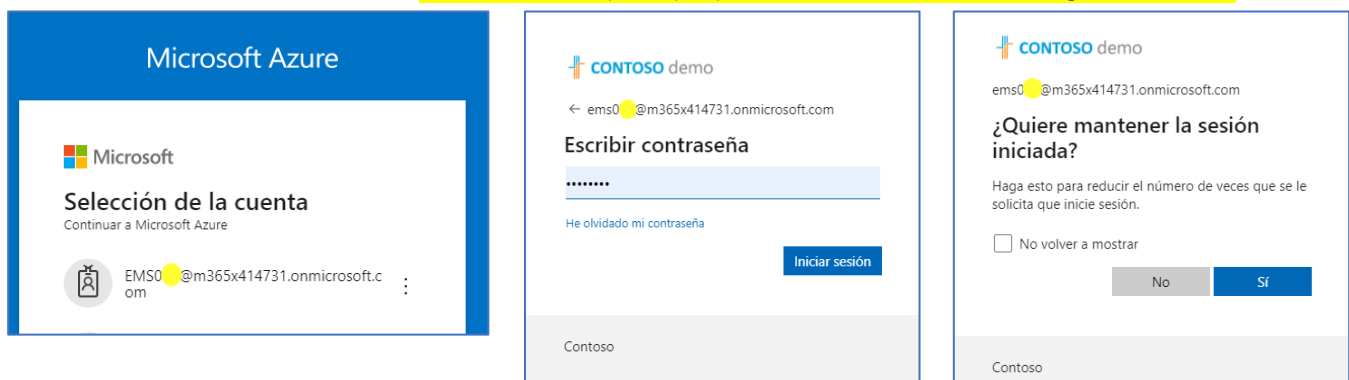 Microsoft Azure
Microsoft
Selección de la cuenta
Continuar a Microsoft Azure
EMS0 @m365x414731.onmicrosoft.c
om
CONTOSO demo
← ems0 @m365x414731.onmicrosoft.com
Escribir contraseña
••••••••
He olvidado mi contraseña
Iniciar sesión
Contoso
CONTOSO demo
ems0 @m365x414731.onmicrosoft.com
¿Quiere mantener la sesión
iniciada?
Haga esto para reducir el número de veces que se le
solicita que inicie sesión.
No volver a mostrar
No
Sí
Contoso